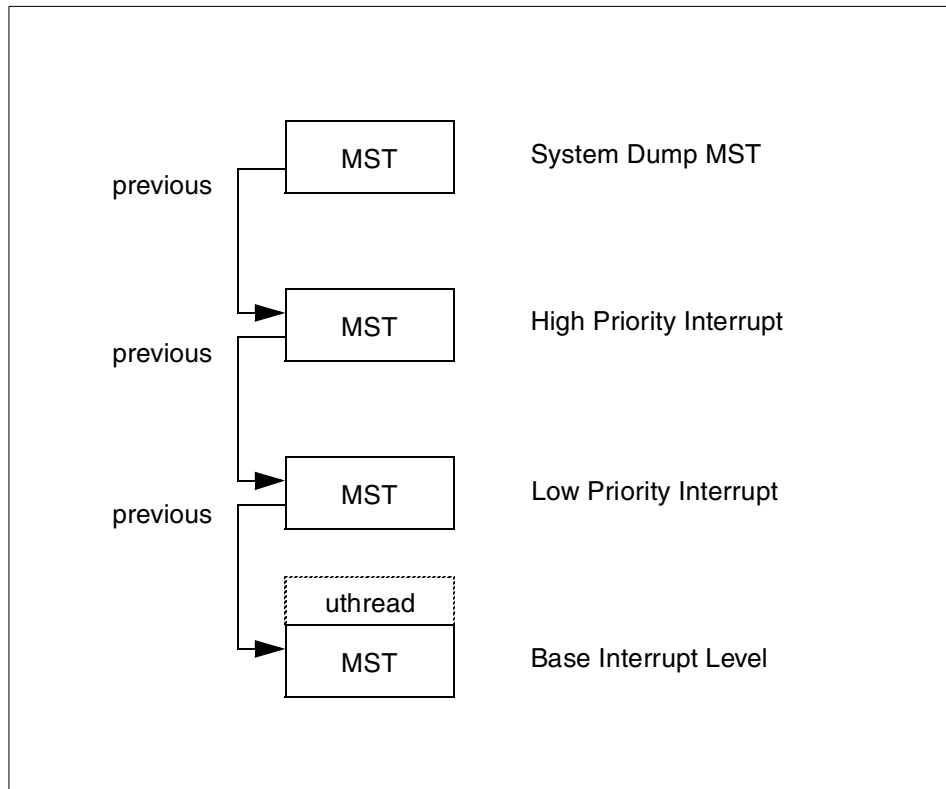 MST
System Dump MST
previous
MST
High Priority Interrupt
previous
MST
Low Priority Interrupt
previous
uthread
MST
Base Interrupt Level